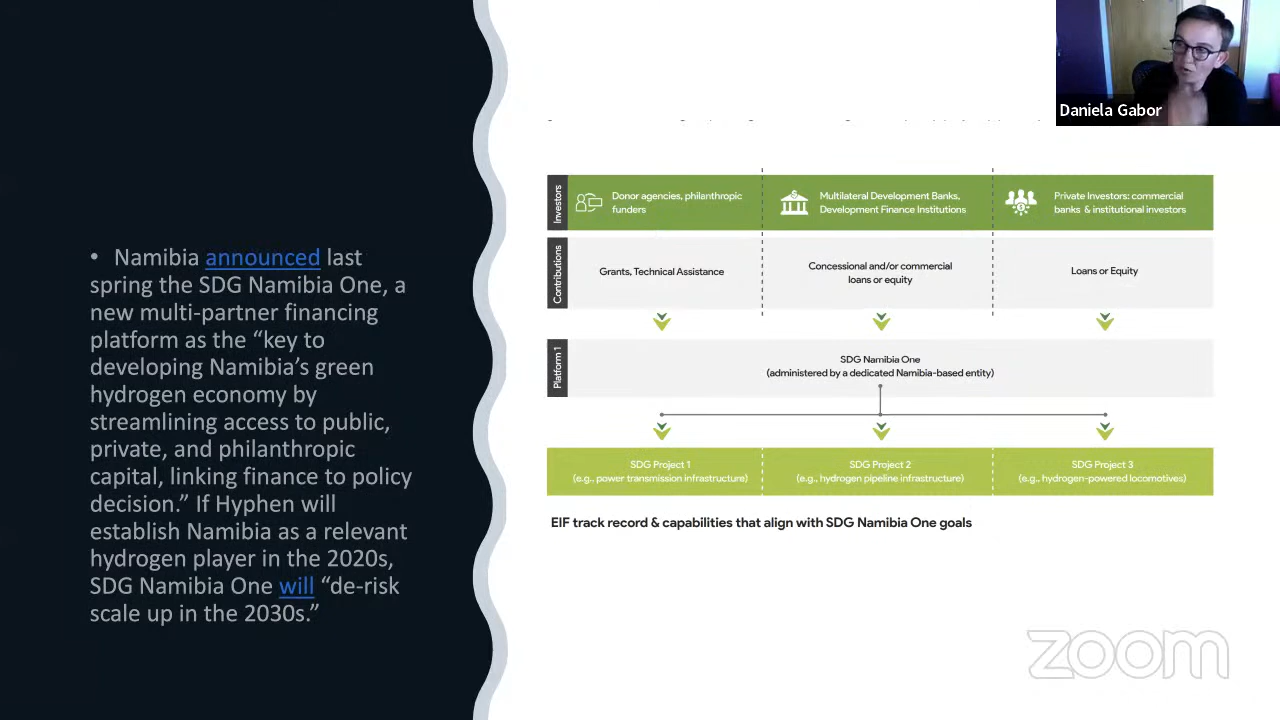 Daniela Gabor
• Namibia announced last
spring the SDG Namibia One, a
new multi-partner financing
platform as the “key to
developing Namibia’s green
hydrogen economy by
streamlining access to public,
private, and philanthropic
capital, linking finance to policy
decision.” If Hyphen will
establish Namibia as a relevant
hydrogen player in the 2020s,
SDG Namibia One will “de-risk
scale up in the 2030s.”
Investors
Donor agencies, philanthropic
funders
Multilateral Development Banks,
Development Finance Institutions
Private Investors: commercial
banks & institutional investors
Contributions
Grants, Technical Assistance
Concessional and/or commercial
loans or equity
Loans or Equity
Platform 1
SDG Namibia One
(administered by a dedicated Namibia-based entity)
SDG Project 1
(e.g., power transmission infrastructure)
SDG Project 2
(e.g., hydrogen pipeline infrastructure)
SDG Project 3
(e.g., hydrogen-powered locomotives)
EIF track record & capabilities that align with SDG Namibia One goals
zoom